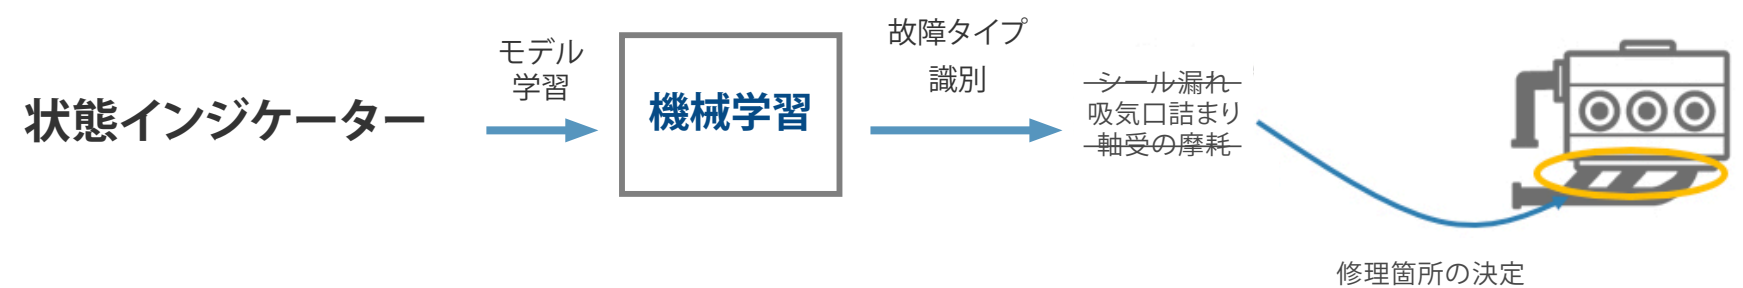 状態インジケーター
モデル
学習
機械学習
故障タイプ
識別
シール漏れ
吸気口詰まり
軸受の摩耗
修理箇所の決定